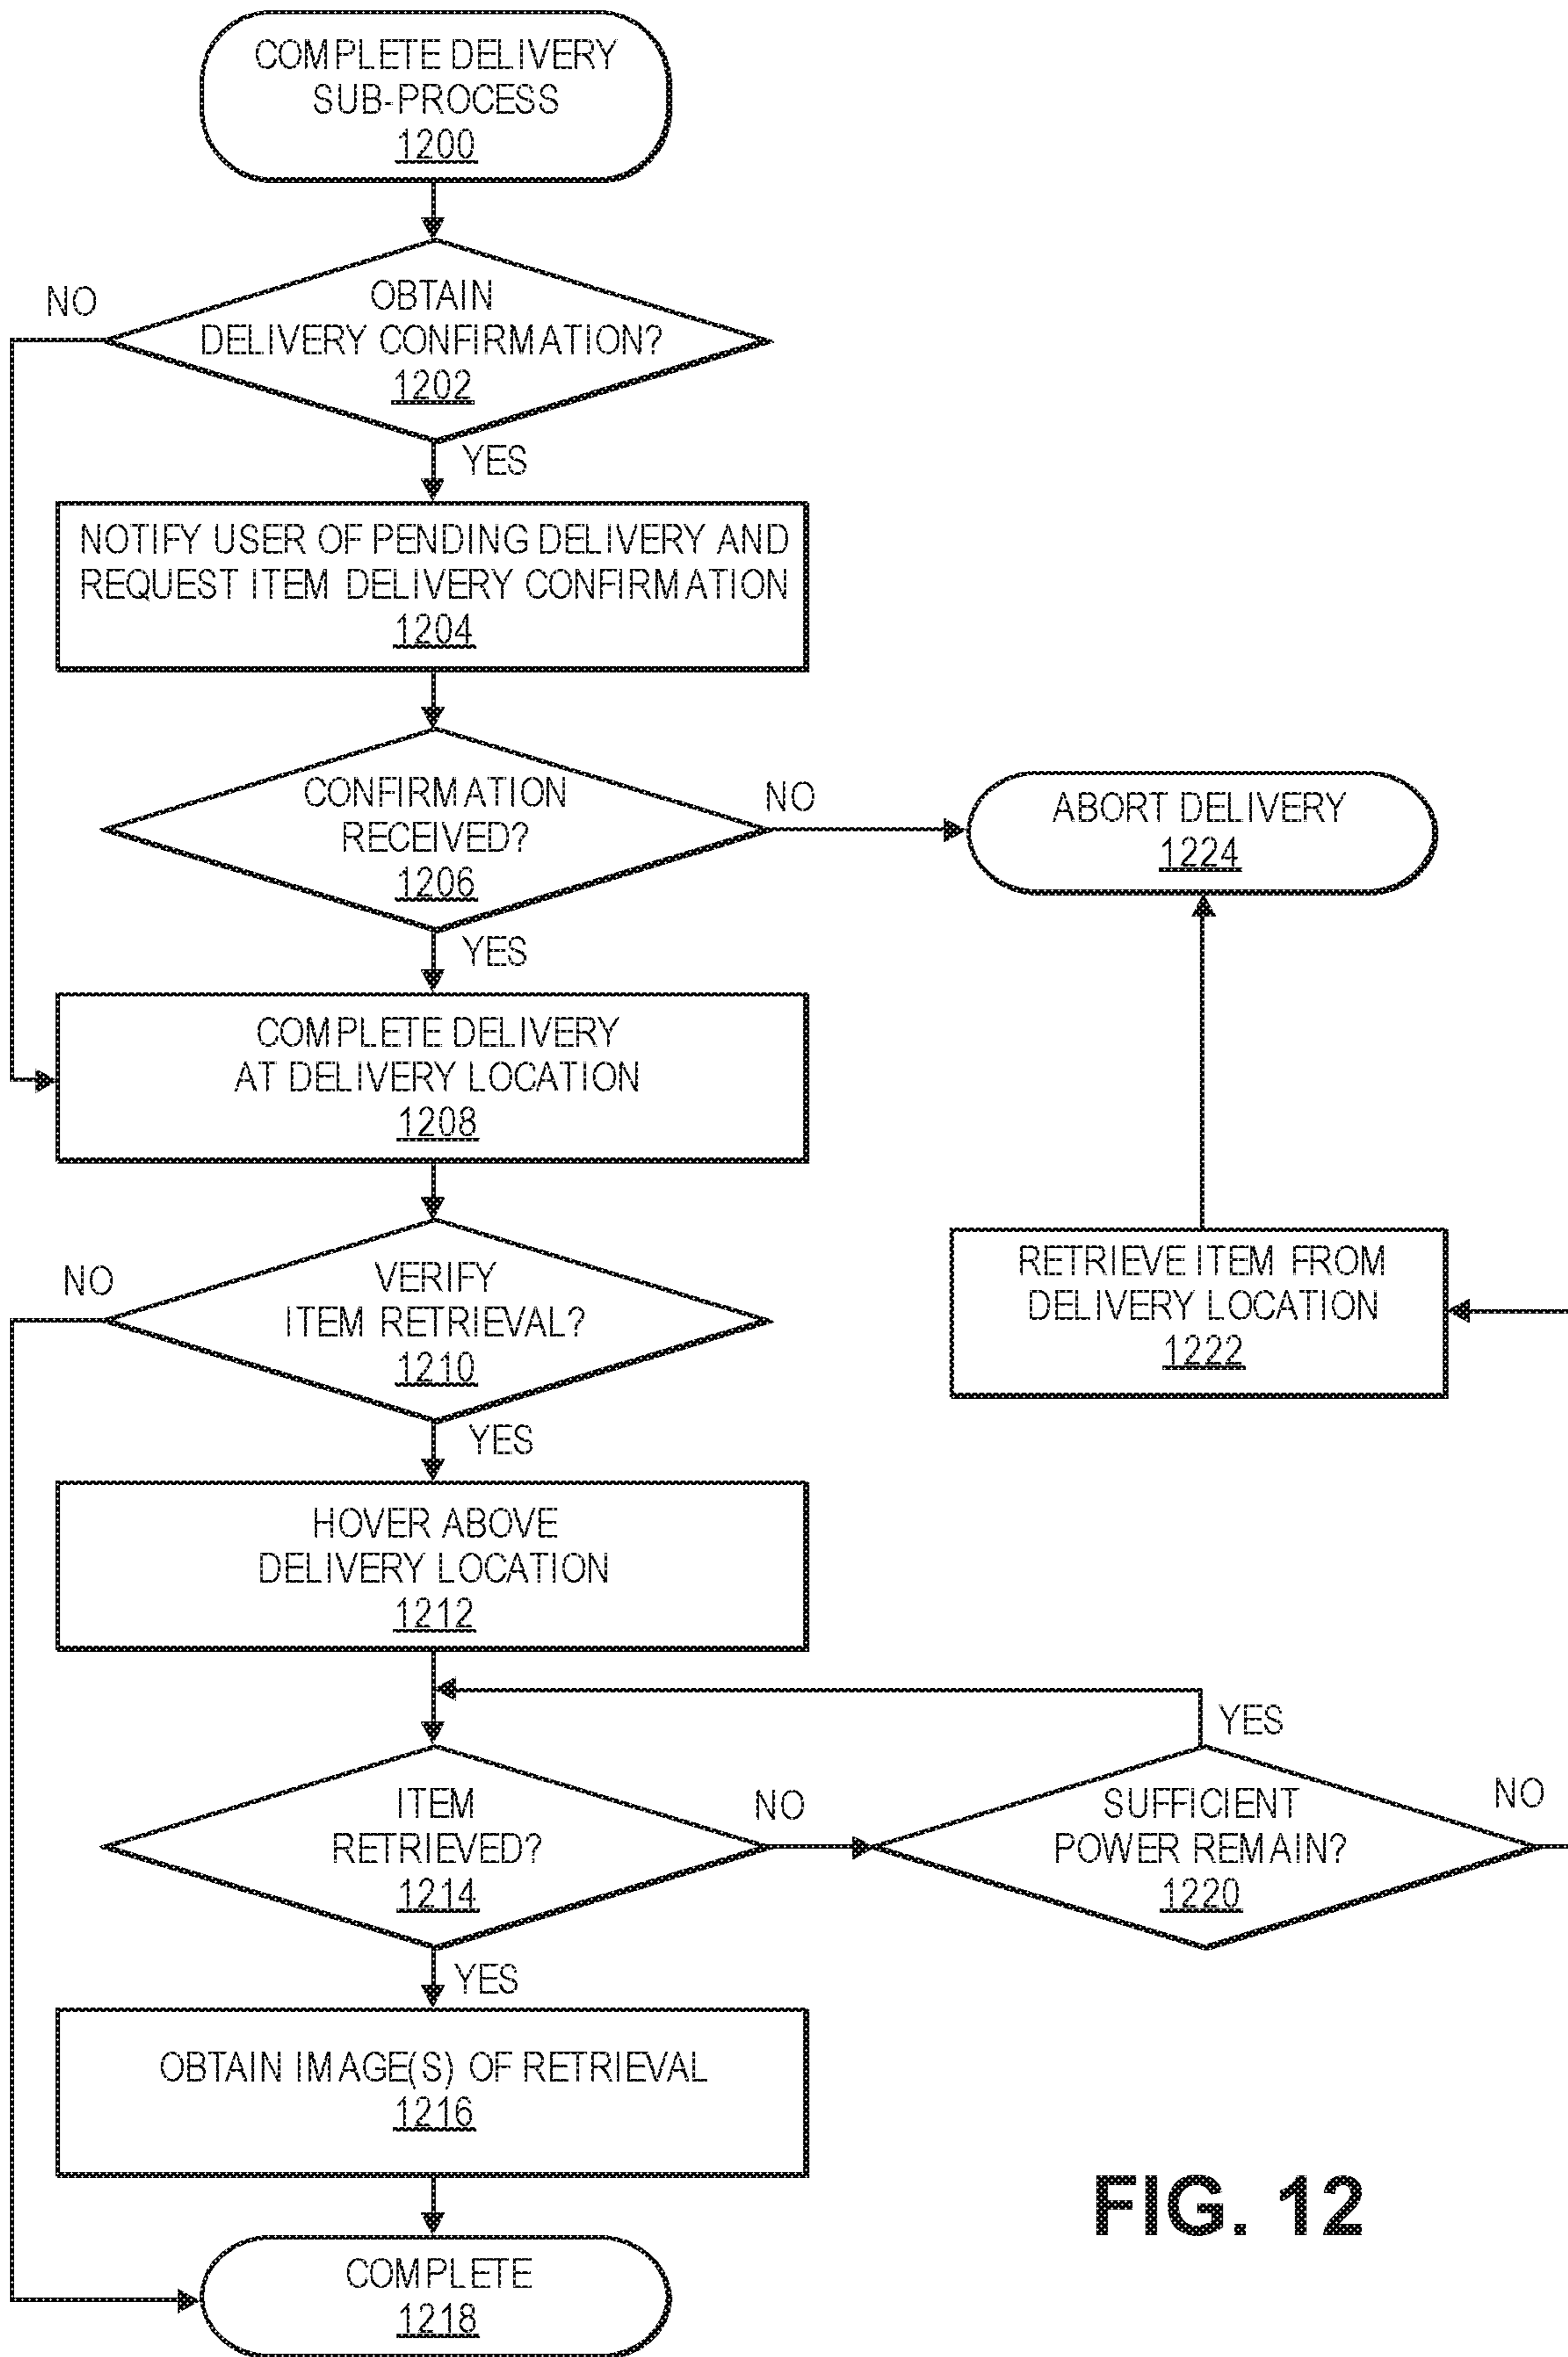 COMPLETE DELIVERY
SUB-PROCESS
1200
OBTAIN
DELIVERY CONFIRMATION?
1202
NO
YES
NOTIFY USER OF PENDING DELIVERY AND
REQUEST ITEM DELIVERY CONFIRMATION
1204
CONFIRMATION
RECEIVED?
1206
NO
YES
ABORT DELIVERY
1224
COMPLETE DELIVERY
AT DELIVERY LOCATION
1208
VERIFY
ITEM RETRIEVAL?
1210
NO
YES
RETRIEVE ITEM FROM
DELIVERY LOCATION
1222
HOVER ABOVE
DELIVERY LOCATION
1212
ITEM
RETRIEVED?
1214
NO
YES
SUFFICIENT
POWER REMAIN?
1220
YES
NO
OBTAIN IMAGE(S) OF RETRIEVAL
1216
COMPLETE
1218
FIG. 12